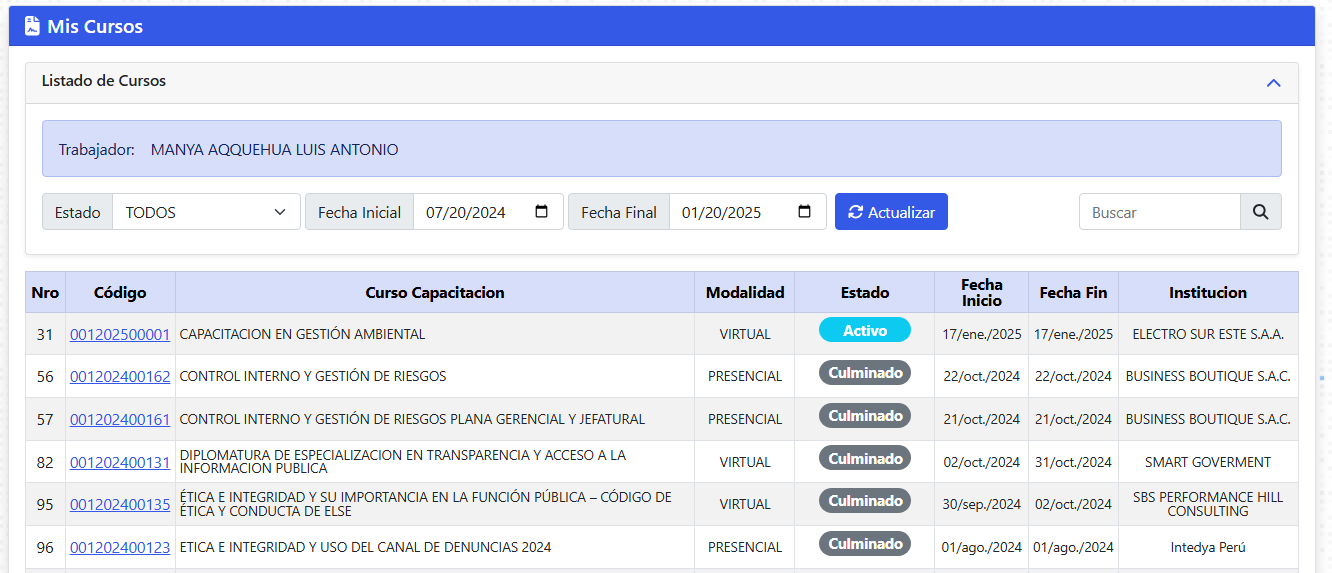 Mis Cursos
Listado de Cursos
Trabajador: MANYA AQQUEHUA LUIS ANTONIO
Estado TODOS Fecha Inicial 07/20/2024 Fecha Final 01/20/2025 Actualizar Buscar
Nro Código Curso Capacitacion Modalidad Estado Fecha Inicio Fecha Fin Institucion
31 001202500001 CAPACITACION EN GESTIÓN AMBIENTAL VIRTUAL Activo 17/ene./2025 17/ene./2025 ELECTRO SUR ESTE S.A.A.
56 001202400162 CONTROL INTERNO Y GESTIÓN DE RIESGOS PRESENCIAL Culminado 22/oct./2024 22/oct./2024 BUSINESS BOUTIQUE S.A.C.
57 001202400161 CONTROL INTERNO Y GESTIÓN DE RIESGOS PLANA GERENCIAL Y JEFATURAL PRESENCIAL Culminado 21/oct./2024 21/oct./2024 BUSINESS BOUTIQUE S.A.C.
82 001202400131 DIPLOMATURA DE ESPECIALIZACION EN TRANSPARENCIA Y ACCESO A LA INFORMACION PUBLICA VIRTUAL Culminado 02/oct./2024 31/oct./2024 SMART GOVERMENT
95 001202400135 ÉTICA E INTEGRIDAD Y SU IMPORTANCIA EN LA FUNCIÓN PÚBLICA – CÓDIGO DE ÉTICA Y CONDUCTA DE ELSE VIRTUAL Culminado 30/sep./2024 02/oct./2024 SBS PERFORMANCE HILL CONSULTING
96 001202400123 ETICA E INTEGRIDAD Y USO DEL CANAL DE DENUNCIAS 2024 PRESENCIAL Culminado 01/ago./2024 01/ago./2024 Intedya Perú